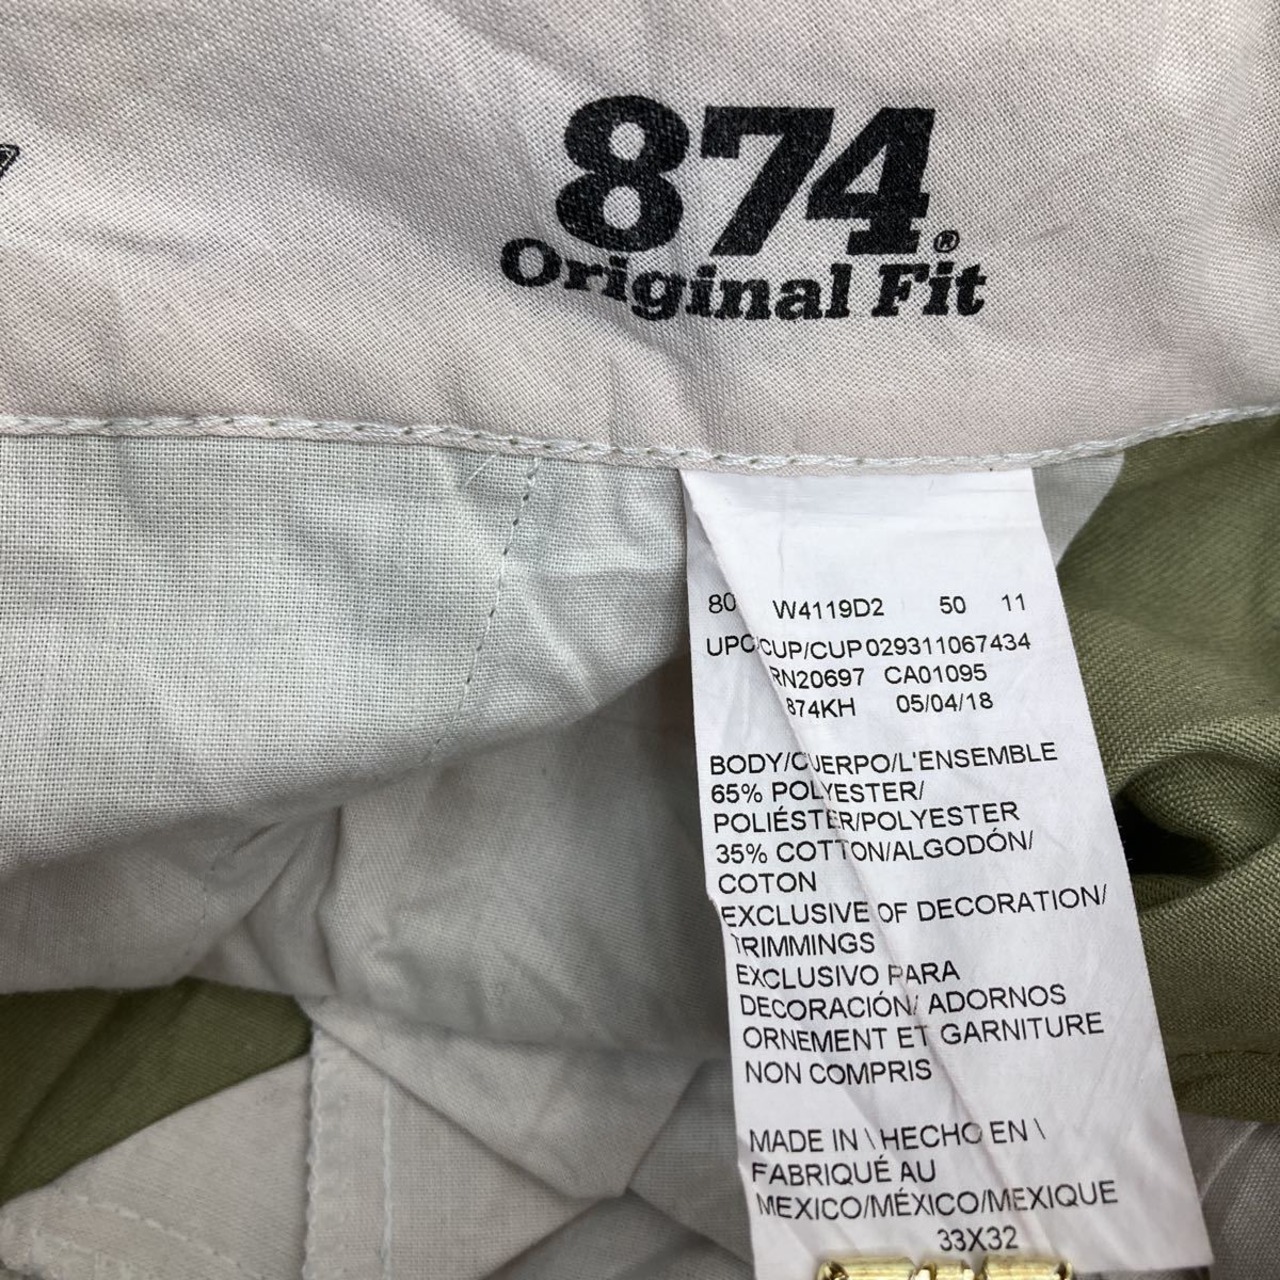 874®
Original Fit
80 W4119D2 50 11
UPC/CUP/CUP 029311067434
RN20697 CA01095
874KH 05/04/18
BODY/CUERPO/L'ENSEMBLE
65% POLYESTER/
POLIÉSTER/POLYESTER
35% COTTON/ALGODÓN/
COTON
EXCLUSIVE OF DECORATION/
TRIMMINGS
EXCLUSIVO PARA
DECORACIÓN/ ADORNOS
ORNEMENT ET GARNITURE
NON COMPRIS
MADE IN \ HECHO EN \
FABRIQUÉ AU
MEXICO/MÉXICO/MEXIQUE
33X32